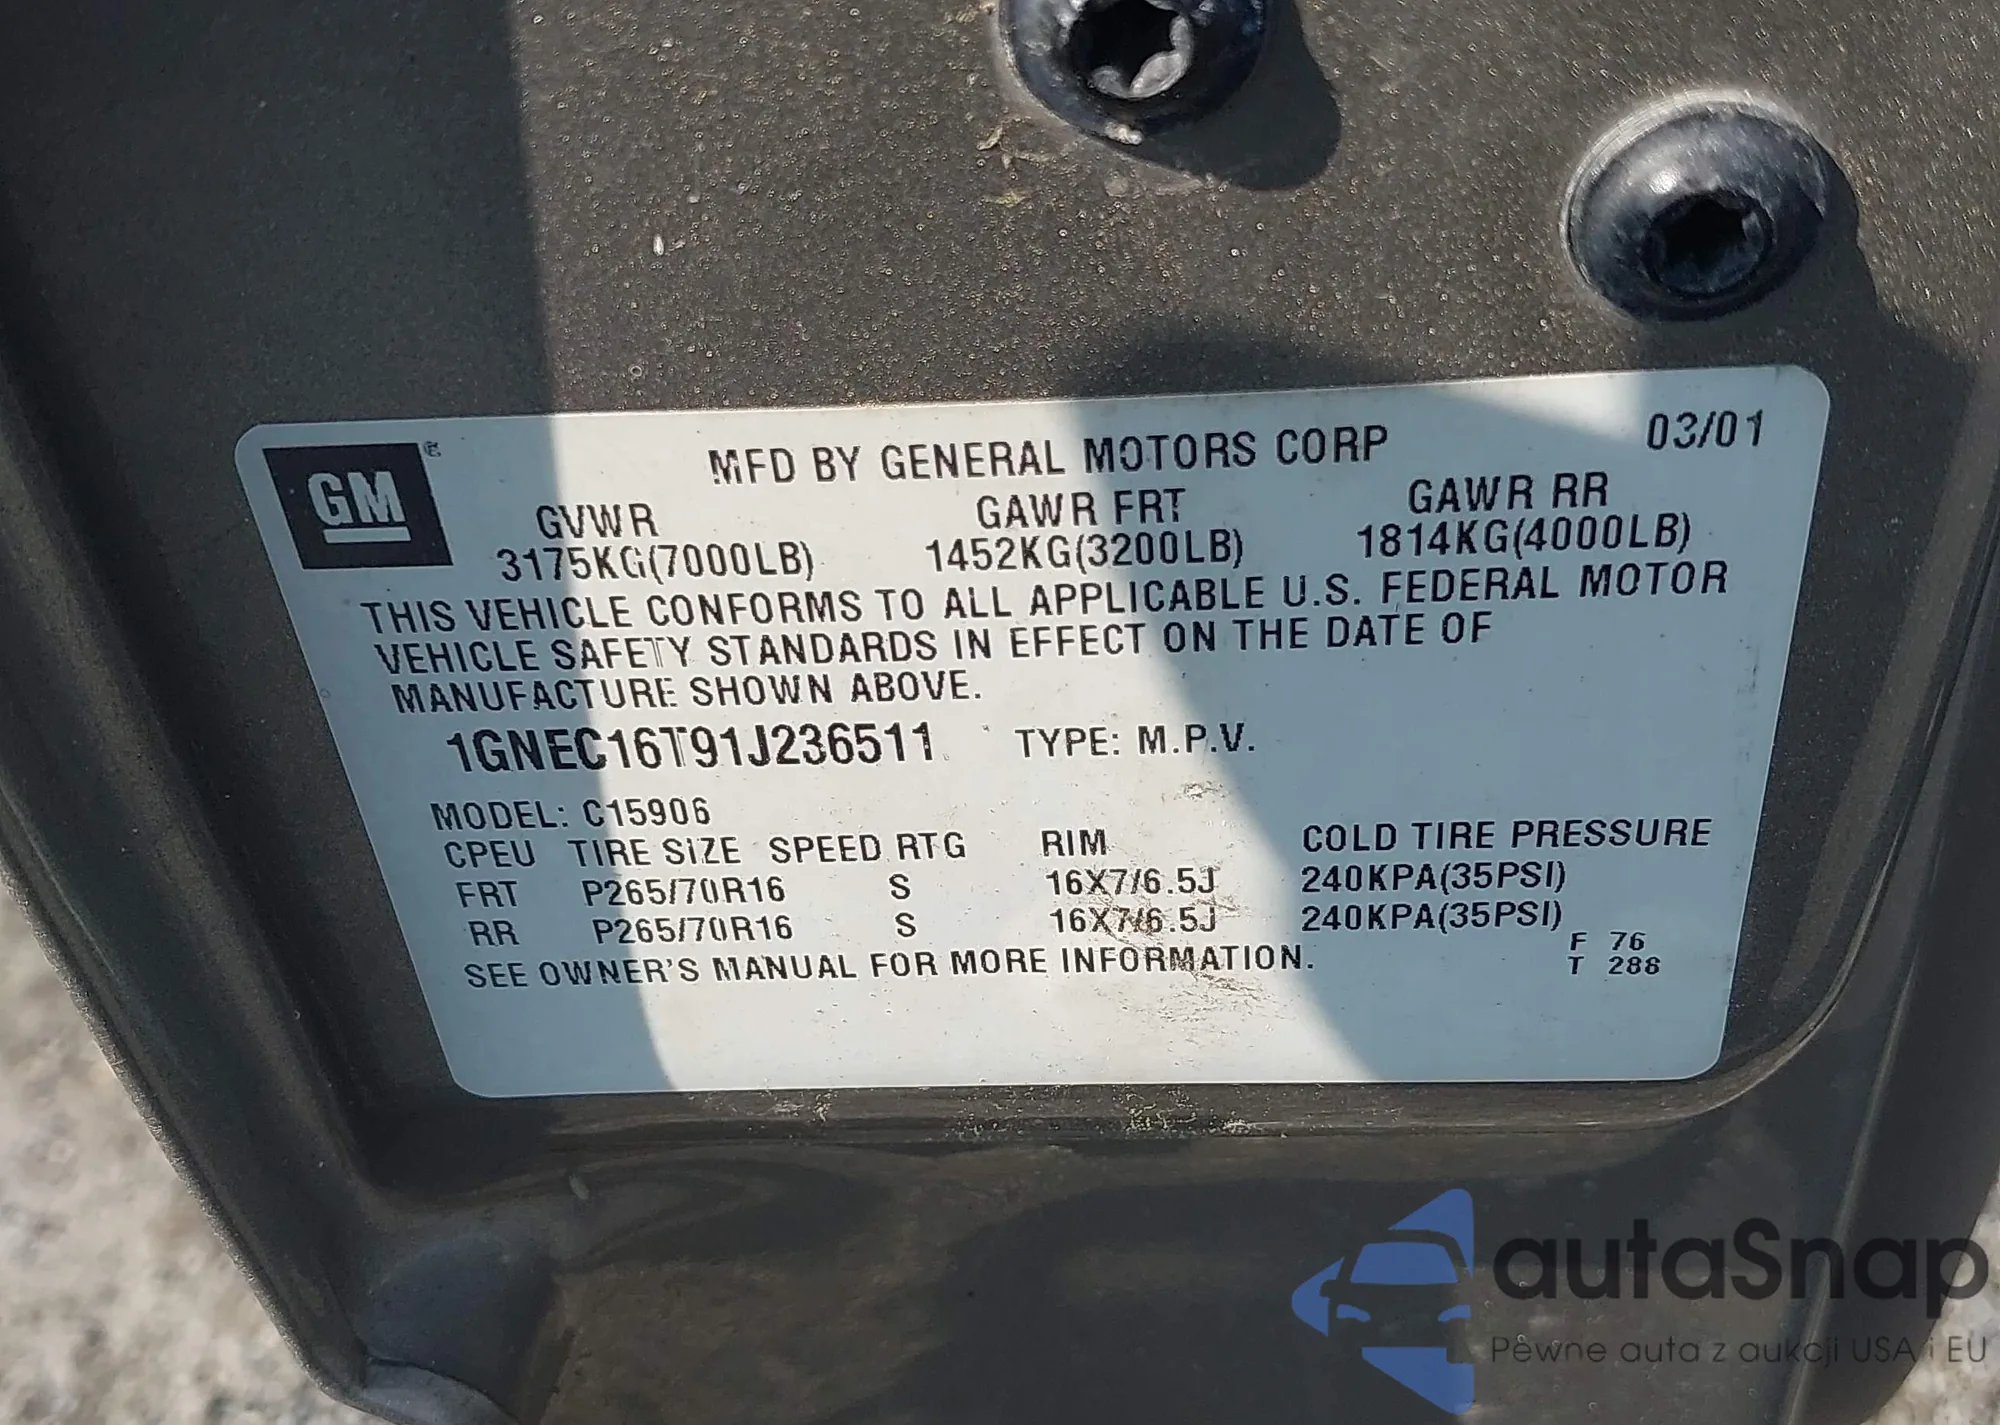 GM
MFD BY GENERAL MOTORS CORP 03/01
GVWR GAWR FRT GAWR RR
3175KG(7000LB) 1452KG(3200LB) 1814KG(4000LB)
THIS VEHICLE CONFORMS TO ALL APPLICABLE U.S. FEDERAL MOTOR
VEHICLE SAFETY STANDARDS IN EFFECT ON THE DATE OF
MANUFACTURE SHOWN ABOVE.
1GNEC16T91J236511 TYPE: M.P.V.
MODEL: C15906
CPEU TIRE SIZE SPEED RTG RIM COLD TIRE PRESSURE
FRT P265/70R16 S 16X7/6.5J 240KPA(35PSI)
RR P265/70R16 S 16X7/6.5J 240KPA(35PSI)
SEE OWNER'S MANUAL FOR MORE INFORMATION.
F 76
T 286
autaSnap
Pewne auta z aukcji USA i EU